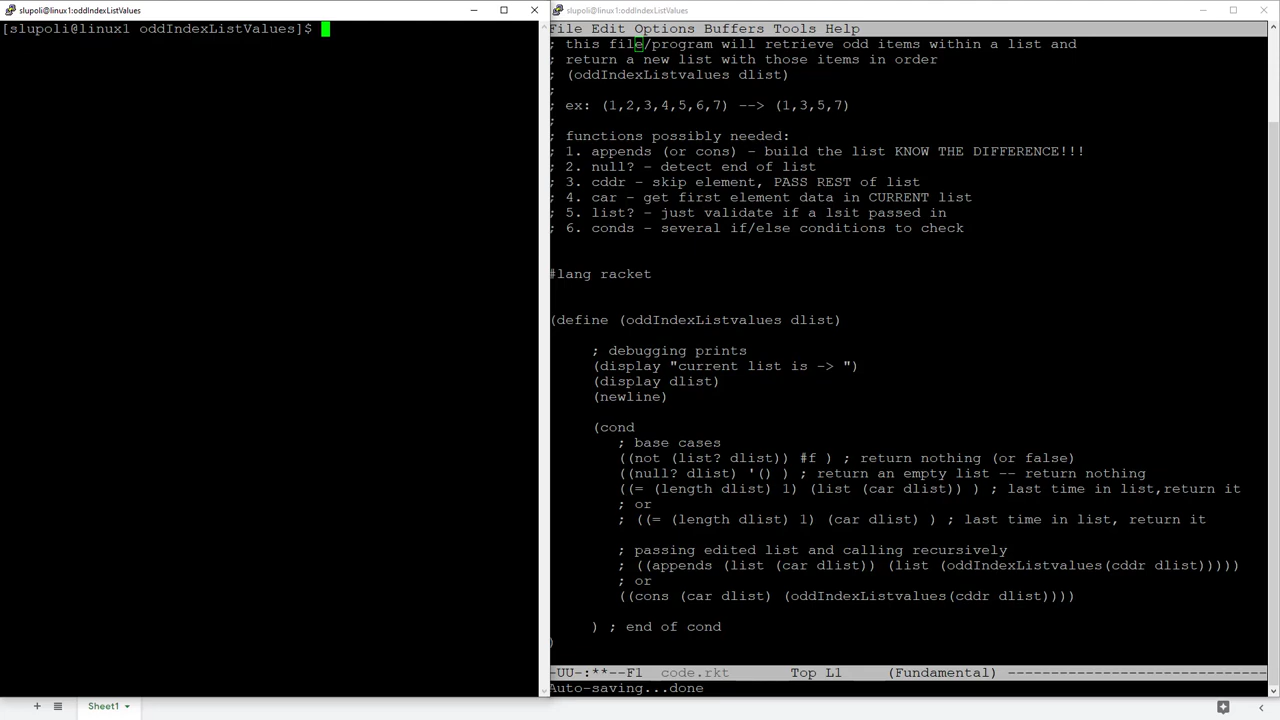 slupoli@linux1:oddIndexListValues
[slupoli@linux1 oddIndexListValues]$
slupoli@linux1:oddIndexListValues
File Edit Options Buffers Tools Help
; this file/program will retrieve odd items within a list and
; return a new list with those items in order
; (oddIndexListvalues dlist)
;
; ex: (1,2,3,4,5,6,7) --> (1,3,5,7)
;
; functions possibly needed:
; 1. appends (or cons) - build the list KNOW THE DIFFERENCE!!!
; 2. null? - detect end of list
; 3. cddr - skip element, PASS REST of list
; 4. car - get first element data in CURRENT list
; 5. list? - just validate if a lsit passed in
; 6. conds - several if/else conditions to check
#lang racket
(define (oddIndexListvalues dlist)
; debugging prints
(display "current list is -> ")
(display dlist)
(newline)
(cond
; base cases
((not (list? dlist)) #f ) ; return nothing (or false)
((null? dlist) '() ) ; return an empty list -- return nothing
((= (length dlist) 1) (list (car dlist)) ) ; last time in list,return it
; or
; ((= (length dlist) 1) (car dlist) ) ; last time in list, return it
; passing edited list and calling recursively
; ((appends (list (car dlist)) (list (oddIndexListvalues(cddr dlist)))))
; or
((cons (car dlist) (oddIndexListvalues(cddr dlist))))
) ; end of cond
)
-UU-:**--F1  code.rkt       Top L1     (Fundamental)------------------------------
Auto-saving...done
+ Sheet1